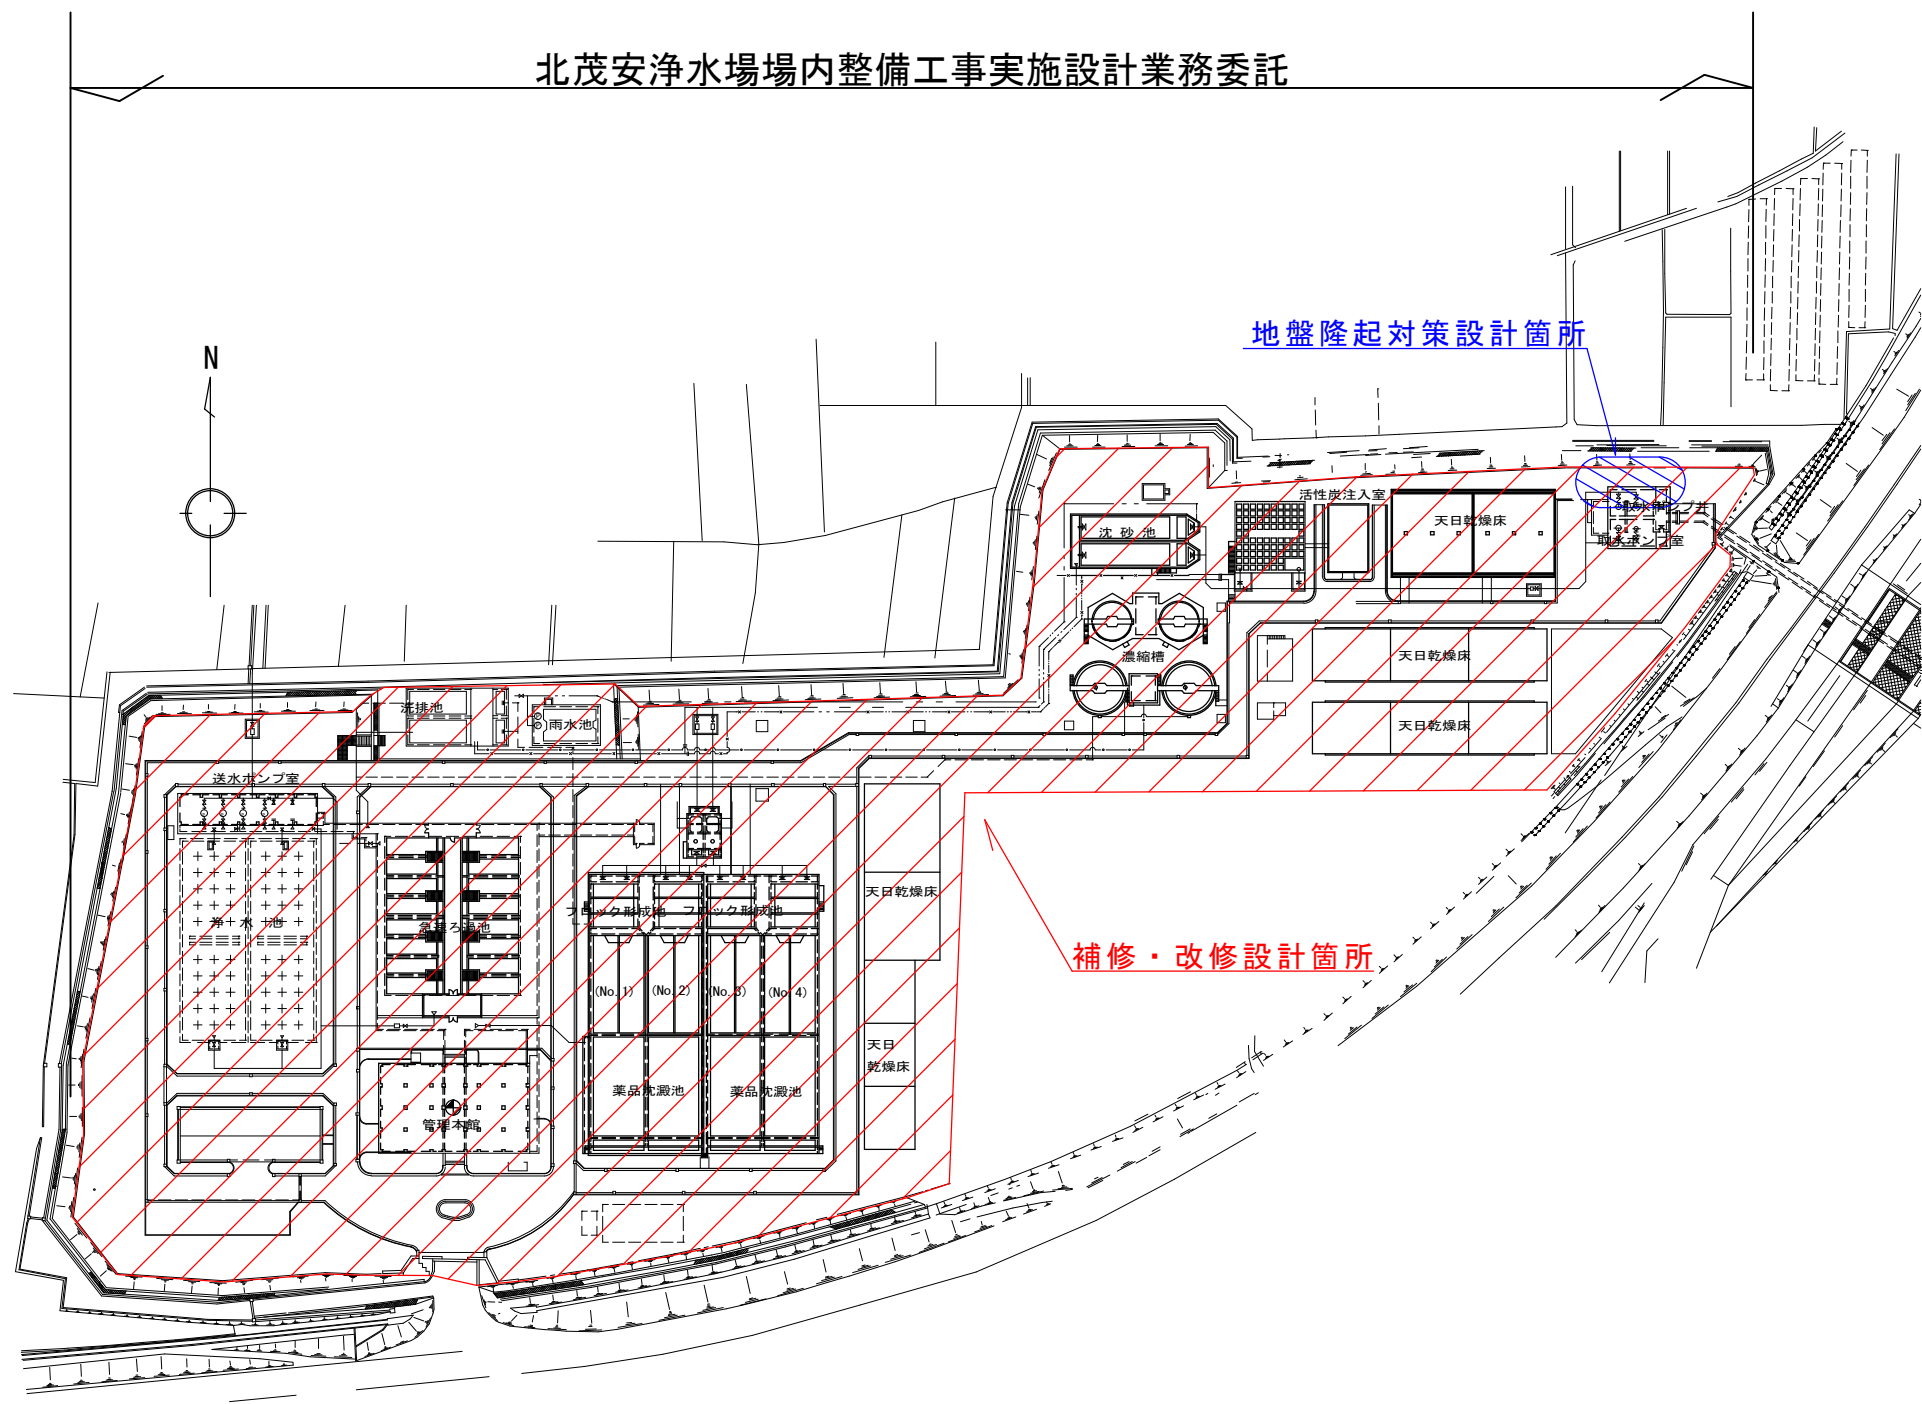 北茂安浄水場場内整備工事実施設計業務委託
N
地盤隆起対策設計箇所
活性炭注入室
天日乾燥床
沈砂池
取水ポンプ井
取水ポンプ室
濃縮槽
天日乾燥床
天日乾燥床
洗排池
雨水池
送水ポンプ室
天日乾燥床
フロック形成池
フロック形成池
浄水池
急速ろ過池
補修・改修設計箇所
(No.1)
(No.2)
(No.3)
(No.4)
天日
乾燥床
薬品沈澱池
薬品沈澱池
管理本館